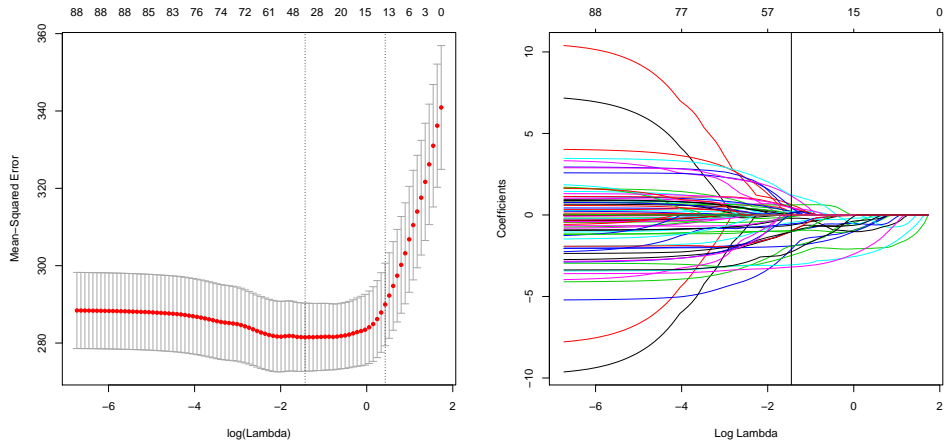 88 88 88 85 83 76 72 61 48 28 20 15 13 6 3 0
360
340
320
300
280
Mean−Squared Error
−6 −4 −2 0 2
log(Lambda)
88 77 57 15 0
10
5
0
−5
−10
Coefficients
−6 −4 −2 0 2
Log Lambda